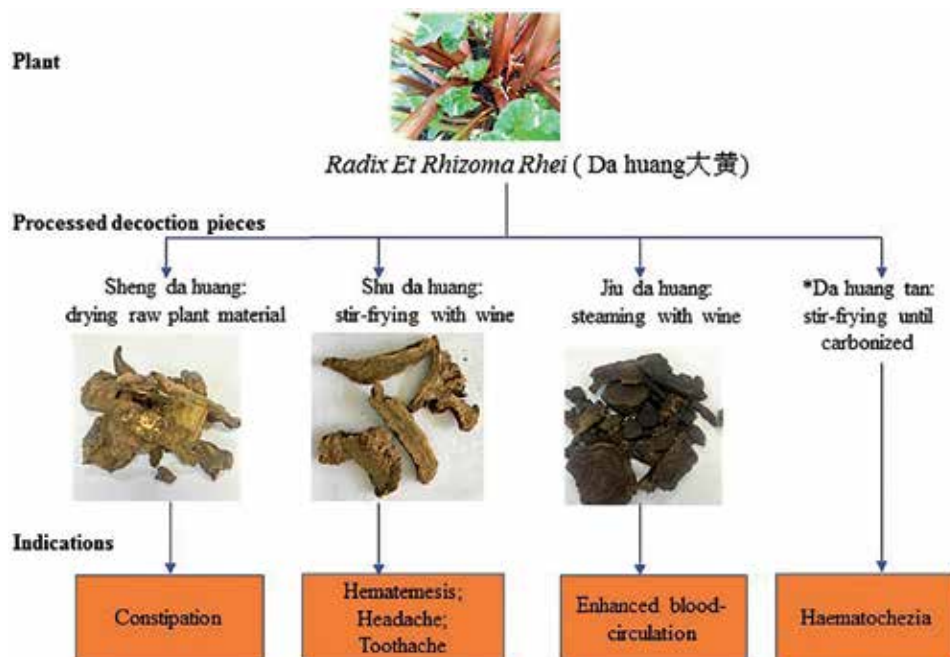 Plant
Radix Et Rhizoma Rhei ( Da huang大黄)
Processed decoction pieces
Sheng da huang:
drying raw plant material
Shu da huang:
stir-frying with wine
Jiu da huang:
steaming with wine
*Da huang tan:
stir-frying until
carbonized
Indications
Constipation
Hematemesis;
Headache;
Toothache
Enhanced blood-
circulation
Haematochezia